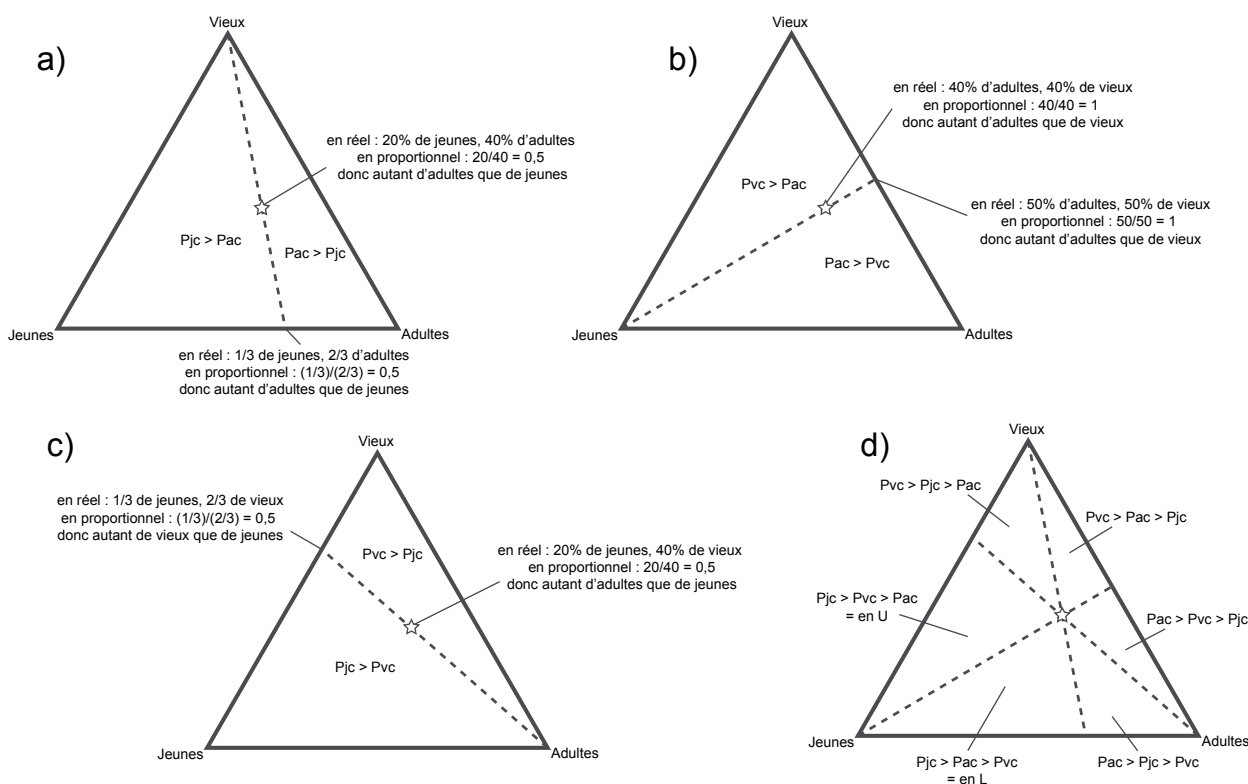 a)
Vieux
en réel : 20% de jeunes, 40% d'adultes
en proportionnel : 20/40 = 0,5
donc autant d'adultes que de jeunes
Pjc > Pac
Pac > Pjc
Jeunes
Adultes
en réel : 1/3 de jeunes, 2/3 d'adultes
en proportionnel : (1/3)/(2/3) = 0,5
donc autant d'adultes que de jeunes
b)
Vieux
en réel : 40% d'adultes, 40% de vieux
en proportionnel : 40/40 = 1
donc autant d'adultes que de vieux
Pvc > Pac
en réel : 50% d'adultes, 50% de vieux
en proportionnel : 50/50 = 1
donc autant d'adultes que de vieux
Pac > Pvc
Jeunes
Adultes
c)
Vieux
en réel : 1/3 de jeunes, 2/3 de vieux
en proportionnel : (1/3)/(2/3) = 0,5
donc autant de vieux que de jeunes
Pvc > Pjc
en réel : 20% de jeunes, 40% de vieux
en proportionnel : 20/40 = 0,5
donc autant d'adultes que de jeunes
Pjc > Pvc
Jeunes
Adultes
d)
Vieux
Pvc > Pjc > Pac
Pvc > Pac > Pjc
Pjc > Pvc > Pac
= en U
Pac > Pvc > Pjc
Jeunes
Adultes
Pjc > Pac > Pvc
= en L
Pac > Pjc > Pvc